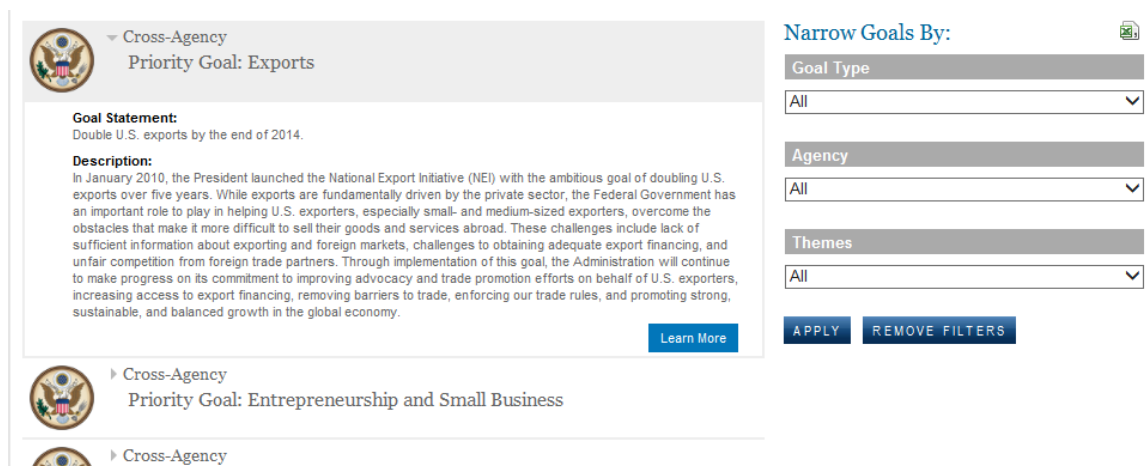 Cross-Agency
Priority Goal: Exports
Goal Statement:
Double U.S. exports by the end of 2014.
Description:
In January 2010, the President launched the National Export Initiative (NEI) with the ambitious goal of doubling U.S.
exports over five years. While exports are fundamentally driven by the private sector, the Federal Government has
an important role to play in helping U.S. exporters, especially small- and medium-sized exporters, overcome the
obstacles that make it more difficult to sell their goods and services abroad. These challenges include lack of
sufficient information about exporting and foreign markets, challenges to obtaining adequate export financing, and
unfair competition from foreign trade partners. Through implementation of this goal, the Administration will continue
to make progress on its commitment to improving advocacy and trade promotion efforts on behalf of U.S. exporters,
increasing access to export financing, removing barriers to trade, enforcing our trade rules, and promoting strong,
sustainable, and balanced growth in the global economy.
Learn More
Cross-Agency
Priority Goal: Entrepreneurship and Small Business
Cross-Agency
Narrow Goals By:
Goal Type
All
Agency
All
Themes
All
APPLY REMOVE FILTERS